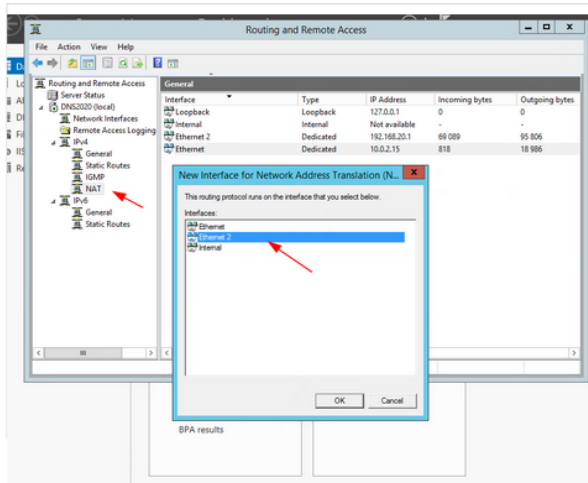 Routing and Remote Access
File Action View Help
Routing and Remote Access
Server Status
DNS2020 (local)
Network Interfaces
Remote Access Logging
IPv4
General
Static Routes
IGMP
NAT
IPv6
General
Static Routes
General
Interface Type IP Address Incoming bytes Outgoing bytes
Loopback Loopback 127.0.0.1 0 0
Internal Internal Not available - -
Ethernet 2 Dedicated 192.168.20.1 69 089 95 806
Ethernet Dedicated 10.0.2.15 818 18 986
New Interface for Network Address Translation (N...
This routing protocol runs on the interface that you select below.
Interfaces:
Ethernet
Ethernet 2
Internal
OK Cancel
BPA results